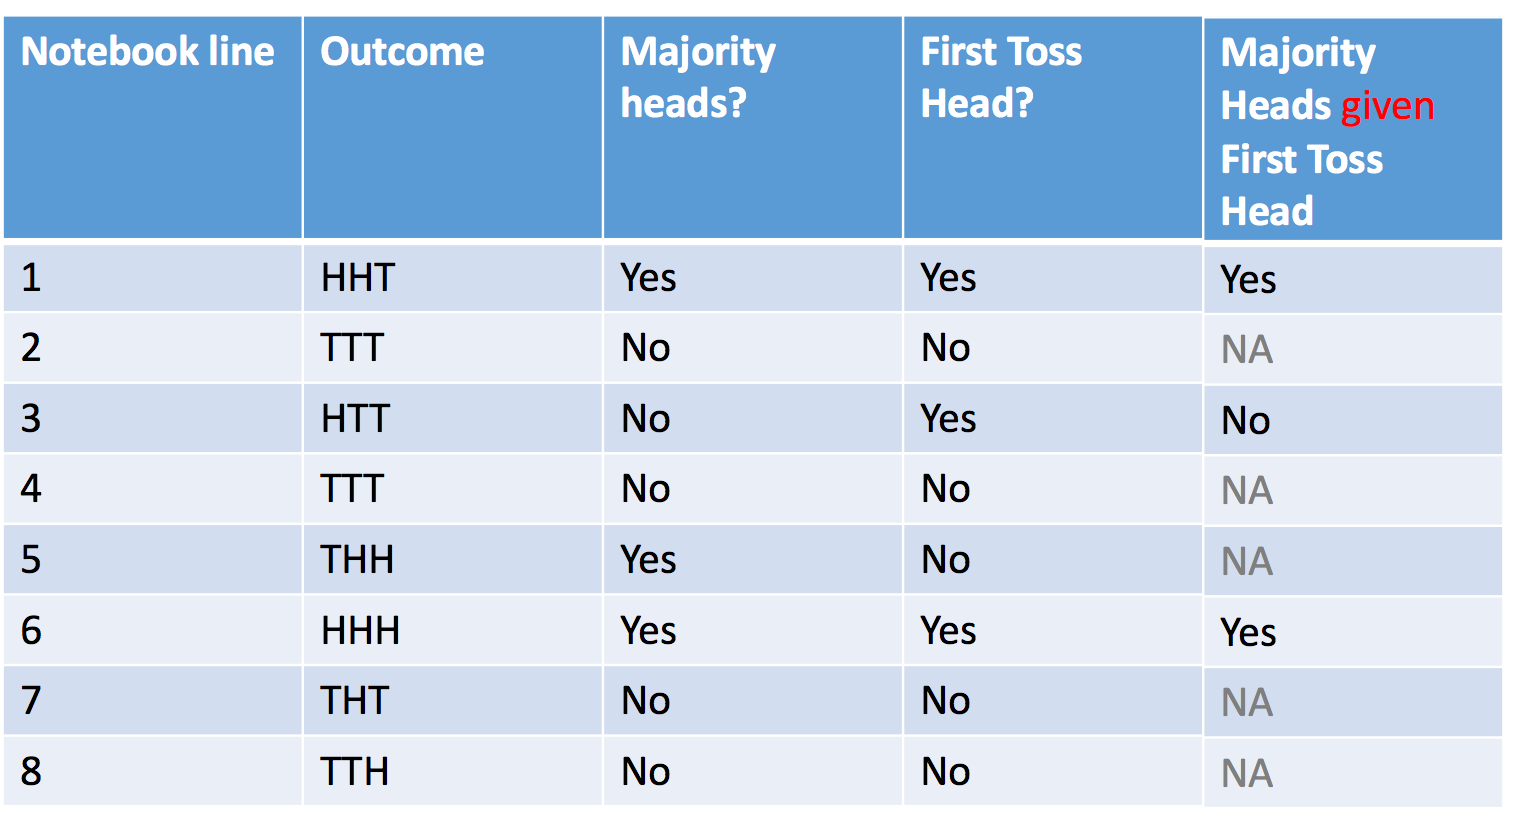 Notebook line Outcome Majority First Toss Majority
heads? Head? Heads given
First Toss
Head
1 HHT Yes Yes Yes
2 TTT No No NA
3 HTT No Yes No
4 TTT No No NA
5 THH Yes No NA
6 HHH Yes Yes Yes
7 THT No No NA
8 TTH No No NA